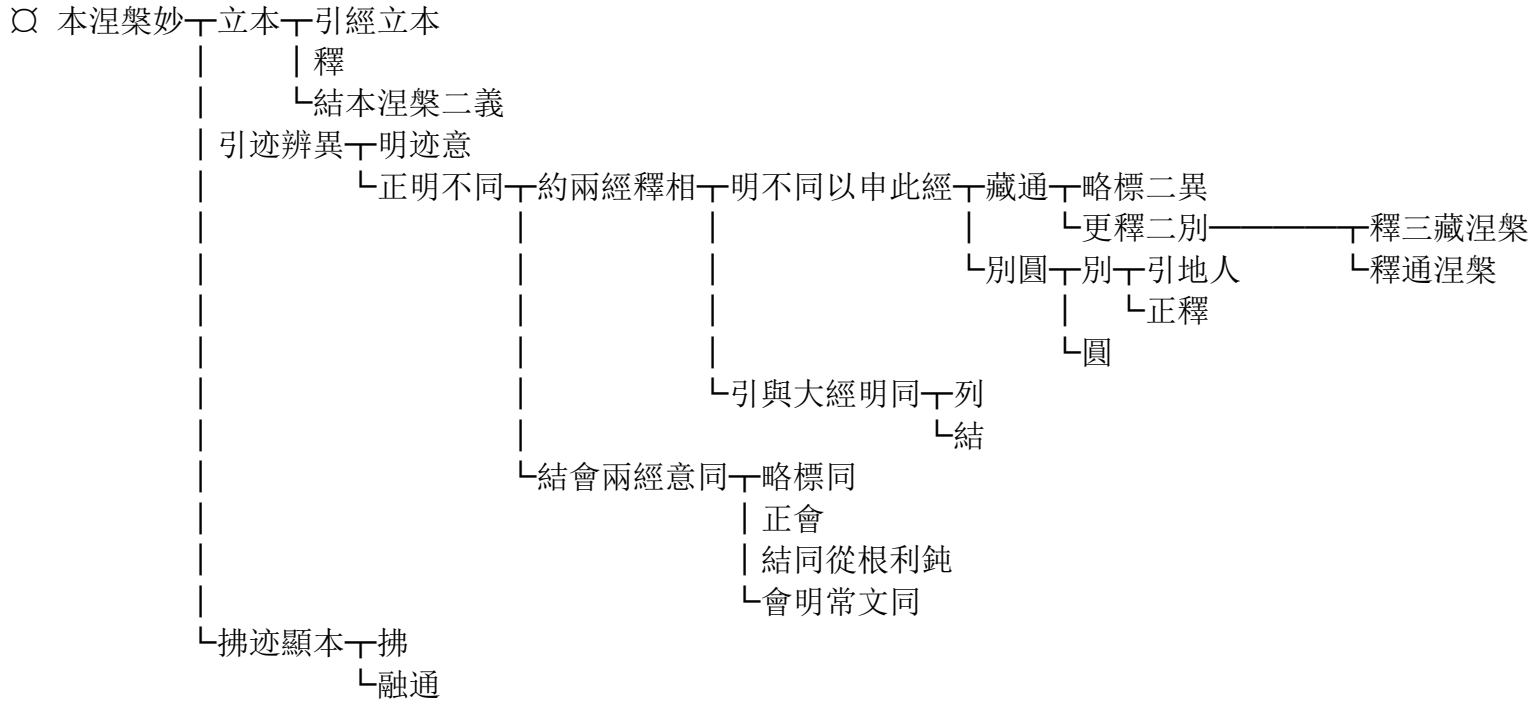 ¤ 本涅槃妙┬立本┬引經立本
│釋
└結本涅槃二義
│引迹辨異┬明迹意
└正明不同┬約兩經釋相┬明不同以申此經┬藏通┬略標二異
└更釋二別─────┬釋三藏涅槃
└別圓┬別┬引地人 └釋通涅槃
└正釋
└圓
└引與大經明同┬列
└結
└結會兩經意同┬略標同
│正會
│結同從根利鈍
└會明常文同
└拂迹顯本┬拂
└融通